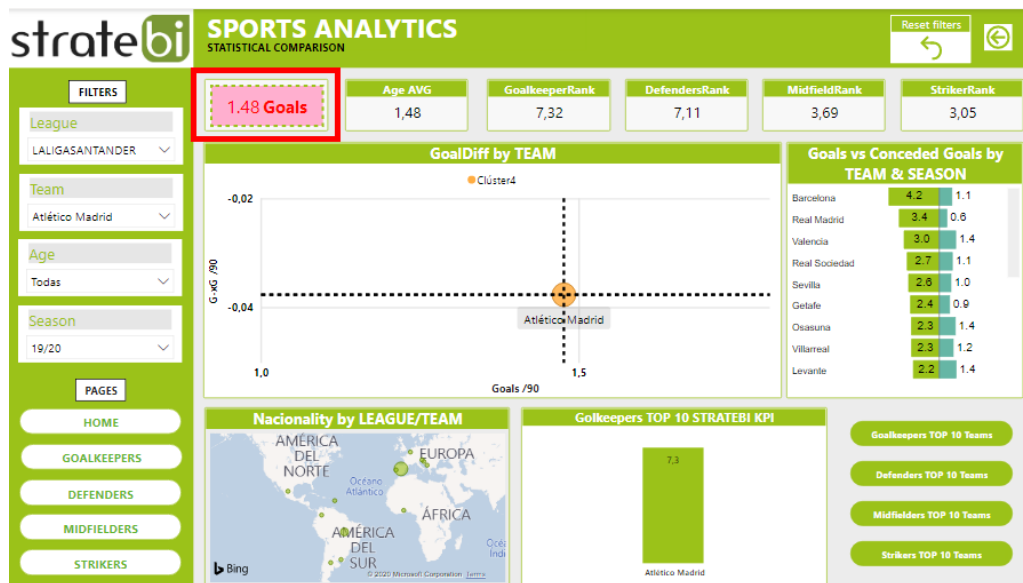 stratebi
SPORTS ANALYTICS
STATISTICAL COMPARISON
Reset filters
FILTERS
League
LALIGASANTANDER
Team
Atlético Madrid
Age
Todas
Season
19/20
PAGES
HOME
GOALKEEPERS
DEFENDERS
MIDFIELDERS
STRIKERS
1.48 Goals
Age AVG
1,48
GoalkeeperRank
7,32
DefendersRank
7,11
MidfieldRank
3,69
StrikerRank
3,05
GoalDiff by TEAM
Clúster4
-0,02
-0,04
G-xG /90
Atlético Madrid
1,0
1,5
Goals /90
Goals vs Conceded Goals by
TEAM & SEASON
Barcelona 4.2 1.1
Real Madrid 3.4 0.6
Valencia 3.0 1.4
Real Sociedad 2.7 1.1
Sevilla 2.6 1.0
Getafe 2.4 0.9
Osasuna 2.3 1.4
Villarreal 2.3 1.2
Levante 2.2 1.4
Nacionality by LEAGUE/TEAM
AMÉRICA
DEL
NORTE
EUROPA
Océano
Atlántico
ÁFRICA
AMÉRICA
DEL
SUR
Océa
Indi
Bing
© 2020 Microsoft Corporation Terms
Golkeepers TOP 10 STRATEBI KPI
7,3
Atlético Madrid
Goalkeepers TOP 10 Teams
Defenders TOP 10 Teams
Midfielders TOP 10 Teams
Strikers TOP 10 Teams